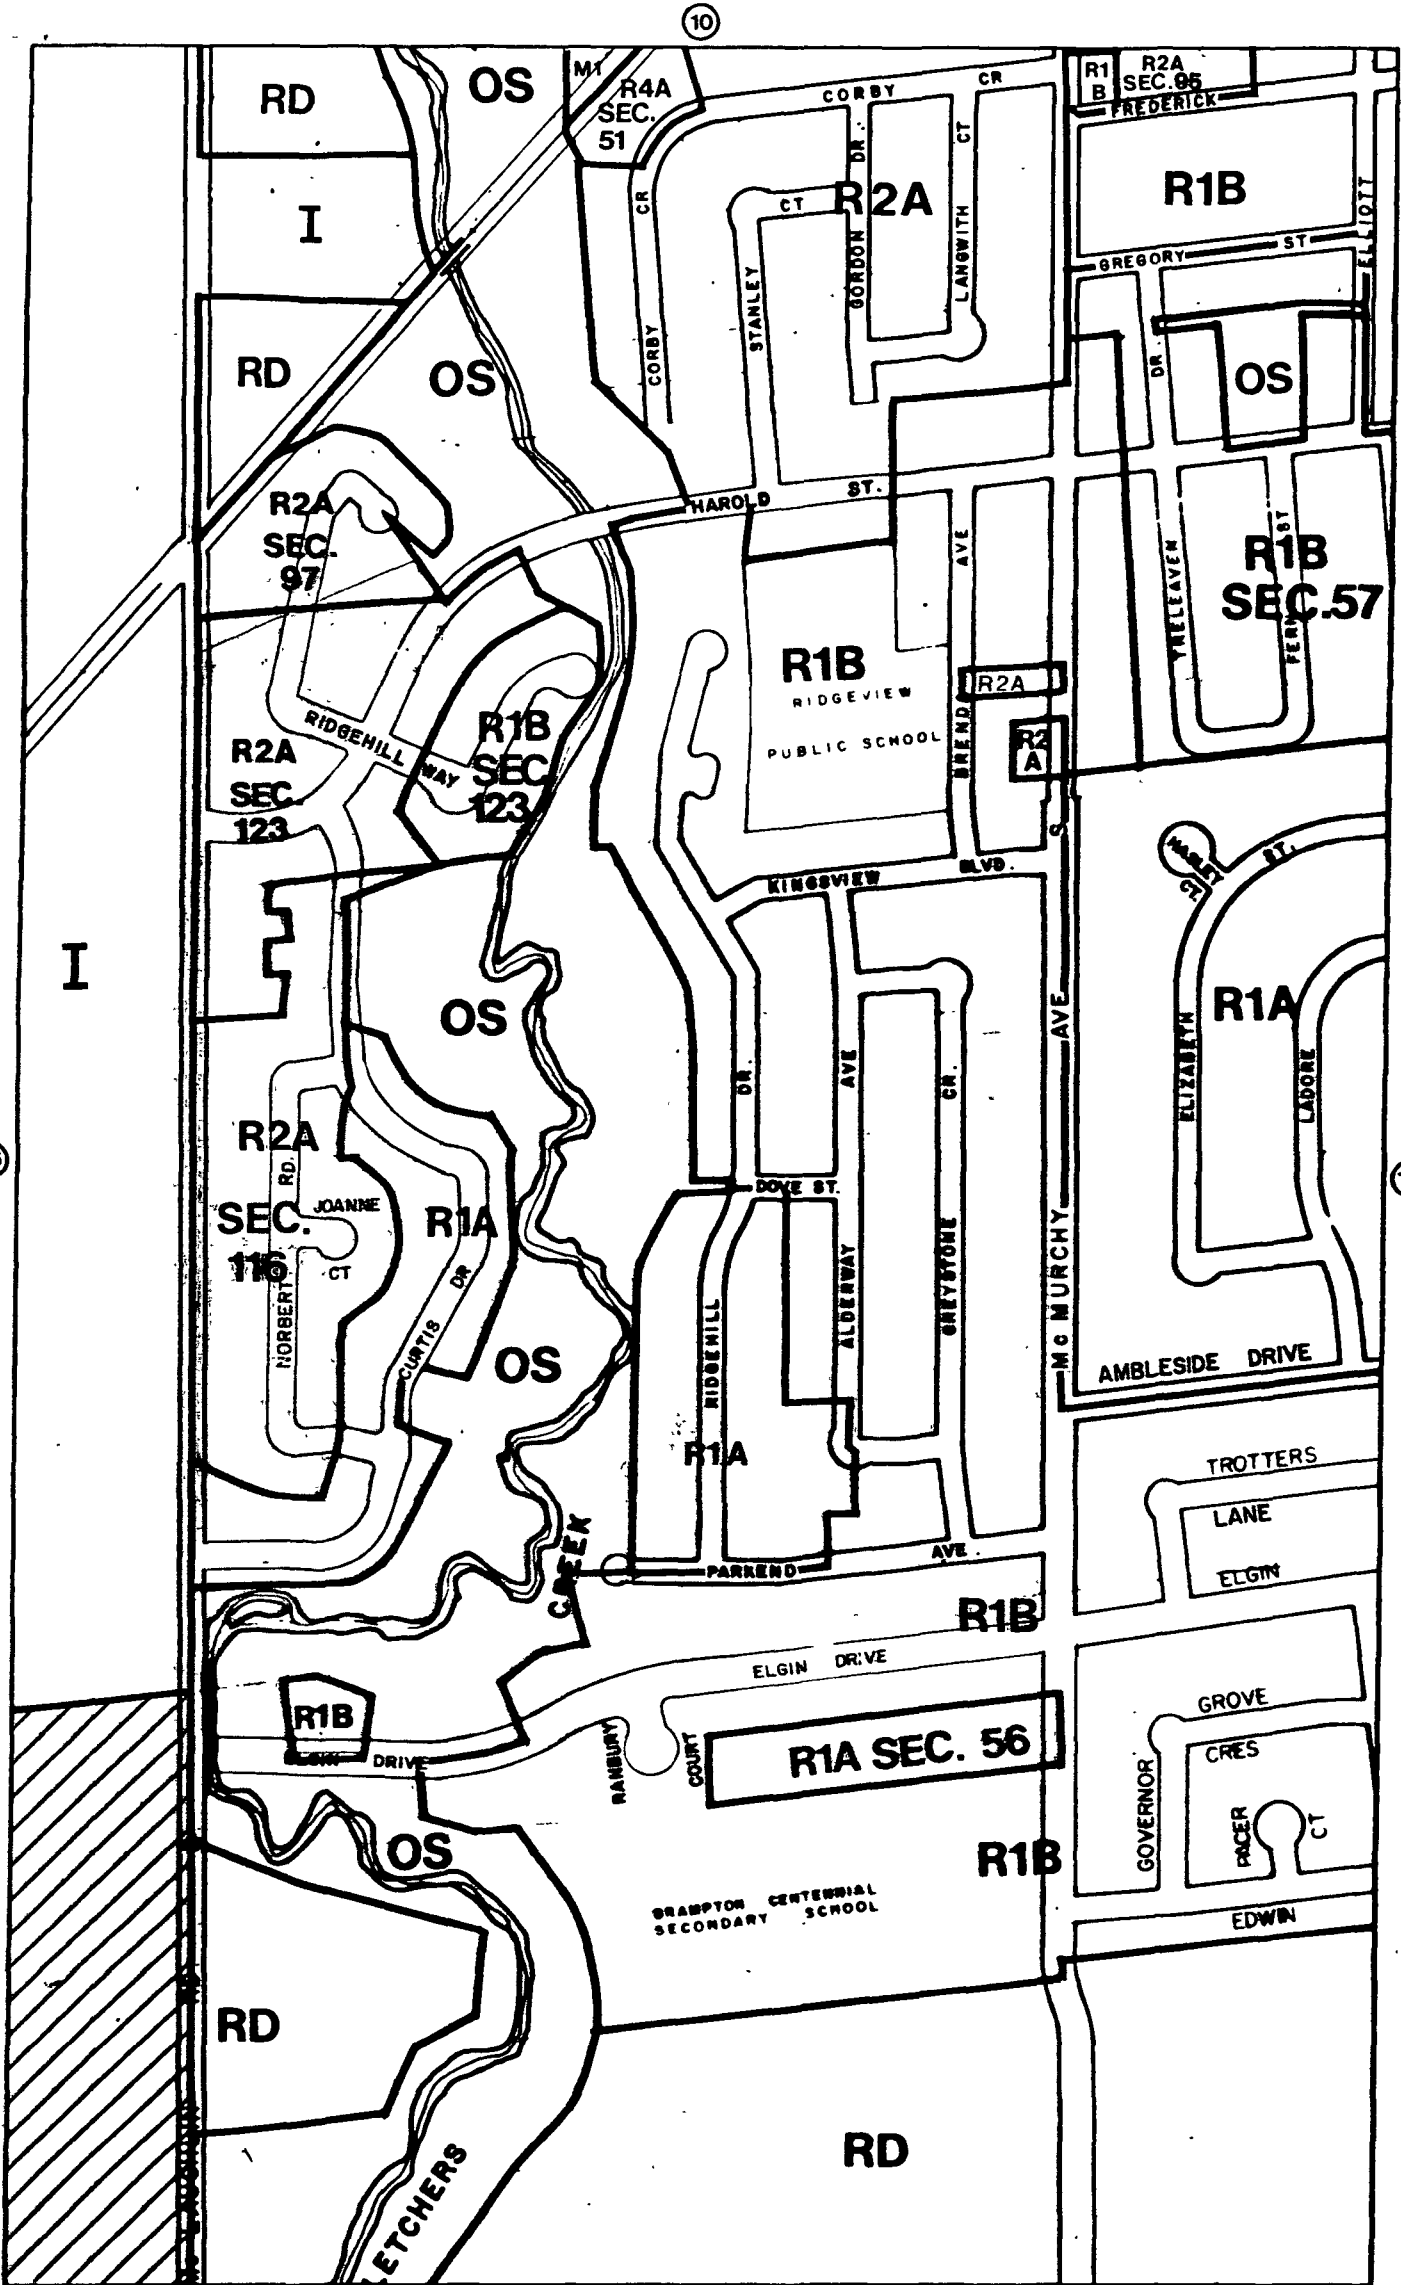 10
RD
OS
M1
R4A
SEC.
51
CORBY
CR
R1
B
R2A
SEC. 95
FREDERICK
I
CR
CT
DR.
R2A
CT
R1B
ELLIOTT
GREGORY
ST
RD
OS
CORBY
STANLEY
GORDON
LANGWITH
DR
OS
R2A
SEC.
97
HAROLD
ST.
AVE
TRELEAVEN
R1B
SEC.57
RIDGEHILL
WAY
R2A
SEC.
123
R1B
SEC
123
R1B
RIDGEVIEW
PUBLIC SCHOOL
BRENDA
R2A
R2
A
S
KINGSVIEW
BLVD.
HASLEY
CT.
ST.
I
OS
DR.
AVE
CR.
AVE
ELIZABETH
R1A
LADORE
R2A
SEC.
116
RD.
JOANNE
CT
NORBERT
R1A
DR
CURTIS
OS
DOVE ST.
RIDGEHILL
ALDERWAY
GREYSTONE
Mc MURCHY
R1A
AMBLESIDE DRIVE
TROTTERS
LANE
ELGIN
CREEK
PARKEND
AVE.
R1B
ELGIN DRIVE
R1B
ELGIN DRIVE
RANBURY
COURT
R1A SEC. 56
GROVE
CRES
GOVERNOR
PACER
CT
OS
R1B
BRAMPTON CENTENNIAL
SECONDARY SCHOOL
EDWIN
RD
RD
LETCHERS